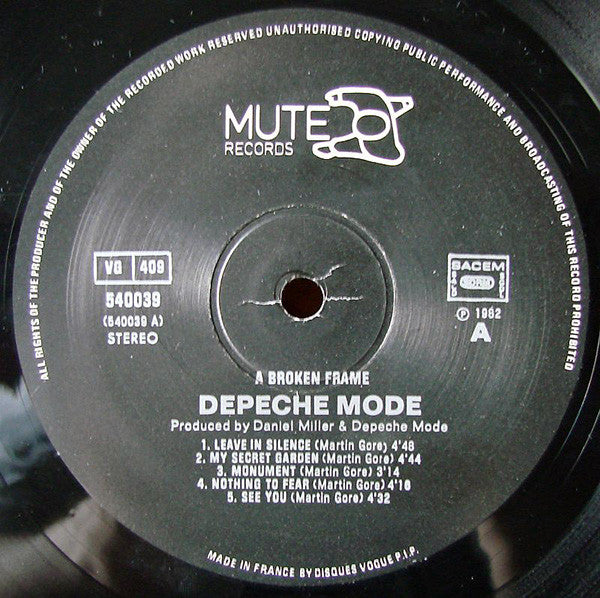 ALL RIGHTS OF THE PRODUCER AND OF THE OWNER OF THE RECORDED WORK RESERVED UNAUTHORISED COPYING PUBLIC PERFORMANCE AND BROADCASTING OF THIS RECORD PROHIBITED
MUTE
RECORDS
VG 409
540039
(540039 A)
STEREO
SACEM
℗ 1982
A
A BROKEN FRAME
DEPECHE MODE
Produced by Daniel Miller & Depeche Mode
1. LEAVE IN SILENCE (Martin Gore) 4'48
2. MY SECRET GARDEN (Martin Gore) 4'44
3. MONUMENT (Martin Gore) 3'14
4. NOTHING TO FEAR (Martin Gore) 4'16
5. SEE YOU (Martin Gore) 4'32
MADE IN FRANCE BY DISQUES VOGUE P.I.P.